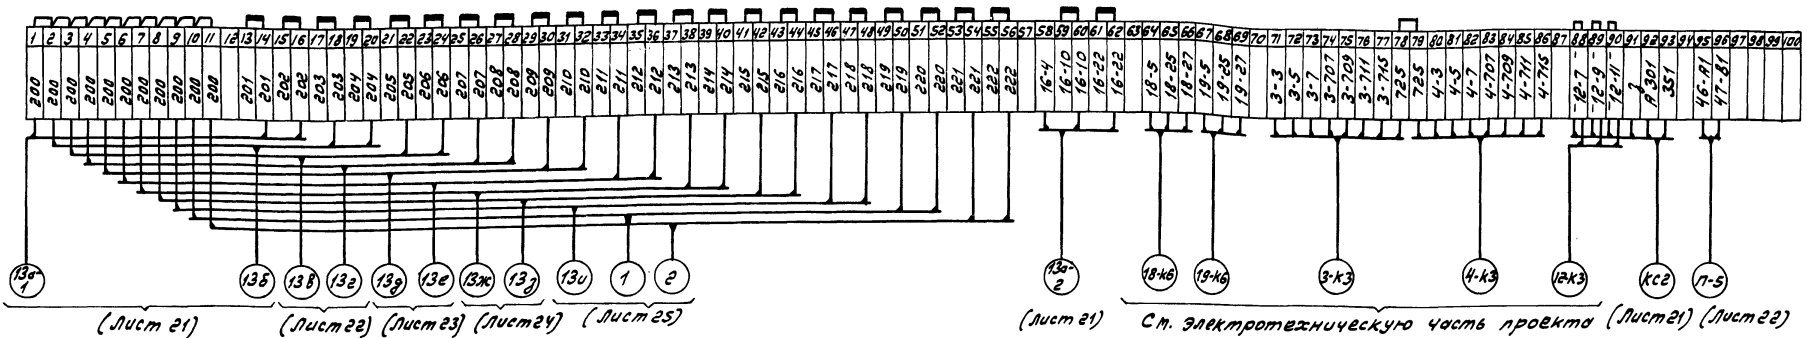 1 2 3 4 5 6 7 8 9 10 11 12 13 14 15 16 17 18 19 20 21 22 23 24 25 26 27 28 29 30 31 32 33 34 35 36 37 38 39 40 41 42 43 44 45 46 47 48 49 50 51 52 53 54 55 56 57 58 59 60 61 62 63 64 65 66 67 68 69 70 71 72 73 74 75 76 77 78 79 80 81 82 83 84 85 86 87 88 89 90 91 92 93 94 95 96 97 98 99 100
200 200 200 200 200 200 200 200 200 200 200 201 201 202 202 203 203 204 204 205 205 206 206 207 207 208 208 209 209 210 210 211 211 212 212 213 213 214 214 215 215 216 216 217 217 218 218 219 219 220 220 221 221 222 222 16-4 16-10 16-10 16-22 16-22 18-5 18-25 18-27 19-5 19-25 19-27 3-3 3-5 3-7 3-707 3-709 3-711 3-715 725 725 4-3 4-5 4-7 4-707 4-709 4-711 4-715 12-7 12-9 12-11 3 А301 351 46-А1 47-В1
13а-1 13б 13в 13г 13д 13е 13ж 13з 13и 1 2 13а-2 18-К6 19-К6 3-К3 4-К3 12-К3 КС2 П-5
(Лист 21) (Лист 22) (Лист 23) (Лист 24) (Лист 25) (Лист 21) См. Электротехническую часть проекта (Лист 21) (Лист 22)